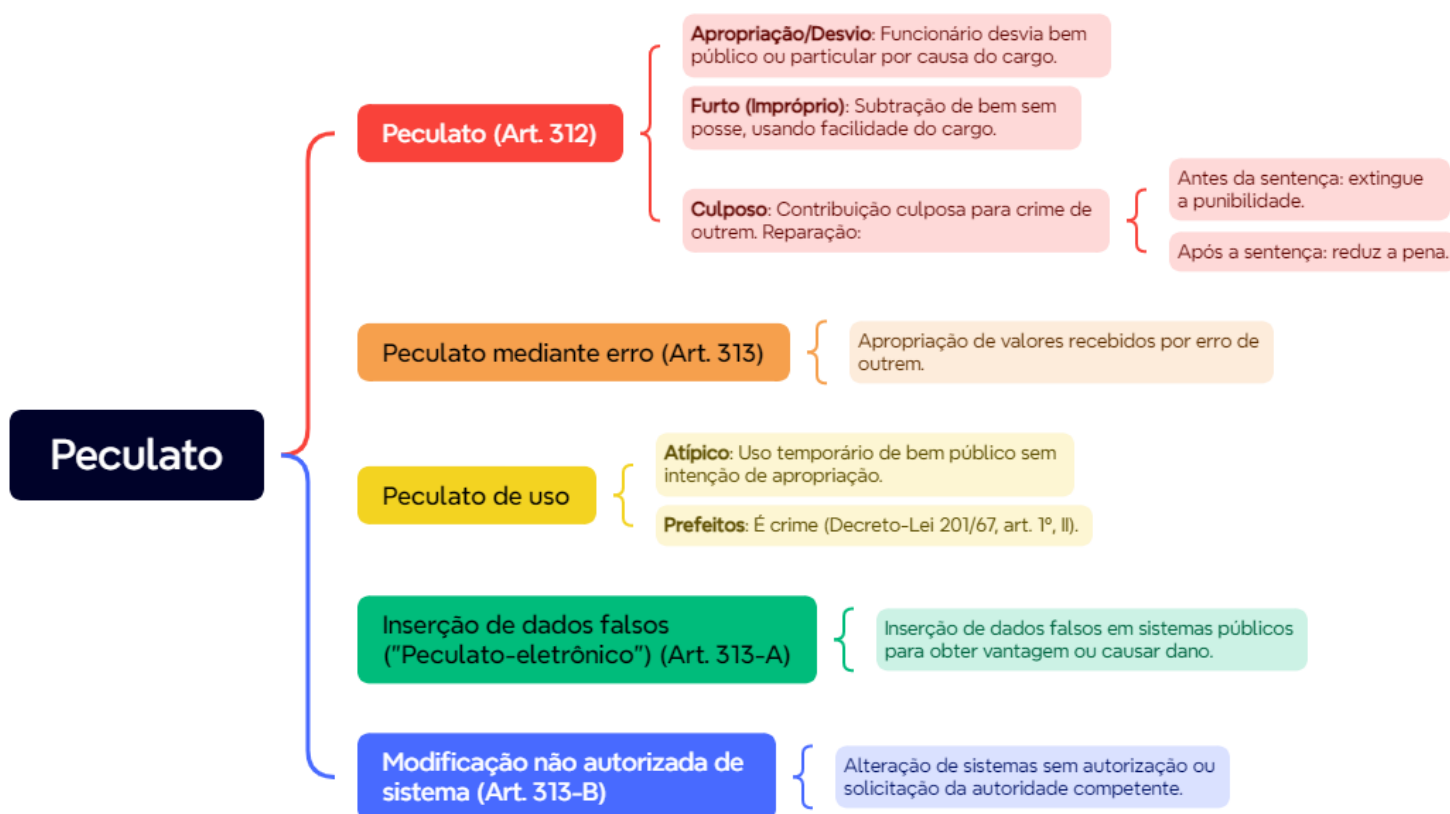 Peculato
Peculato (Art. 312)
Apropriação/Desvio: Funcionário desvia bem
público ou particular por causa do cargo.
Furto (Impróprio): Subtração de bem sem
posse, usando facilidade do cargo.
Culposo: Contribuição culposa para crime de
outrem. Reparação:
Antes da sentença: extingue
a punibilidade.
Após a sentença: reduz a pena.
Peculato mediante erro (Art. 313)
Apropriação de valores recebidos por erro de
outrem.
Peculato de uso
Atípico: Uso temporário de bem público sem
intenção de apropriação.
Prefeitos: É crime (Decreto-Lei 201/67, art. 1º, II).
Inserção de dados falsos
("Peculato-eletrônico") (Art. 313-A)
Inserção de dados falsos em sistemas públicos
para obter vantagem ou causar dano.
Modificação não autorizada de
sistema (Art. 313-B)
Alteração de sistemas sem autorização ou
solicitação da autoridade competente.